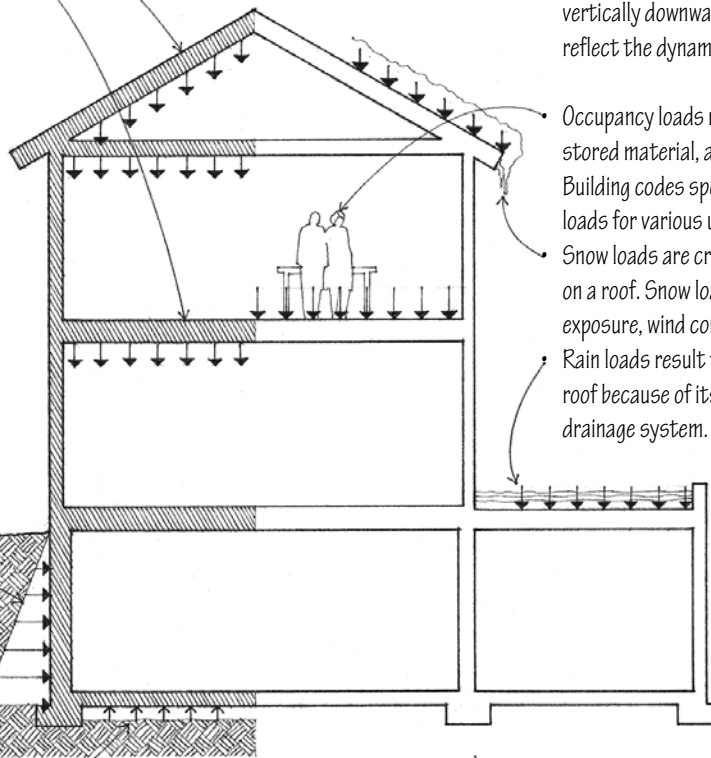 vertically downwa
reflect the dynam
• Occupancy loads r
stored material, a
Building codes spe
loads for various u
• Snow loads are cr
on a roof. Snow loa
exposure, wind con
• Rain loads result f
roof because of its
drainage system.